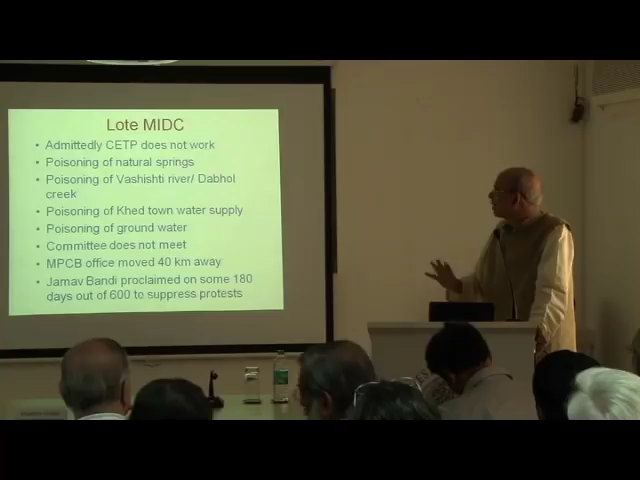 Lote MIDC
• Admittedly CETP does not work
• Poisoning of natural springs
• Poisoning of Vashishti river/ Dabhol
creek
• Poisoning of Khed town water supply
• Poisoning of ground water
• Committee does not meet
• MPCB office moved 40 km away
• Jamav Bandi proclaimed on some 180
days out of 600 to suppress protests